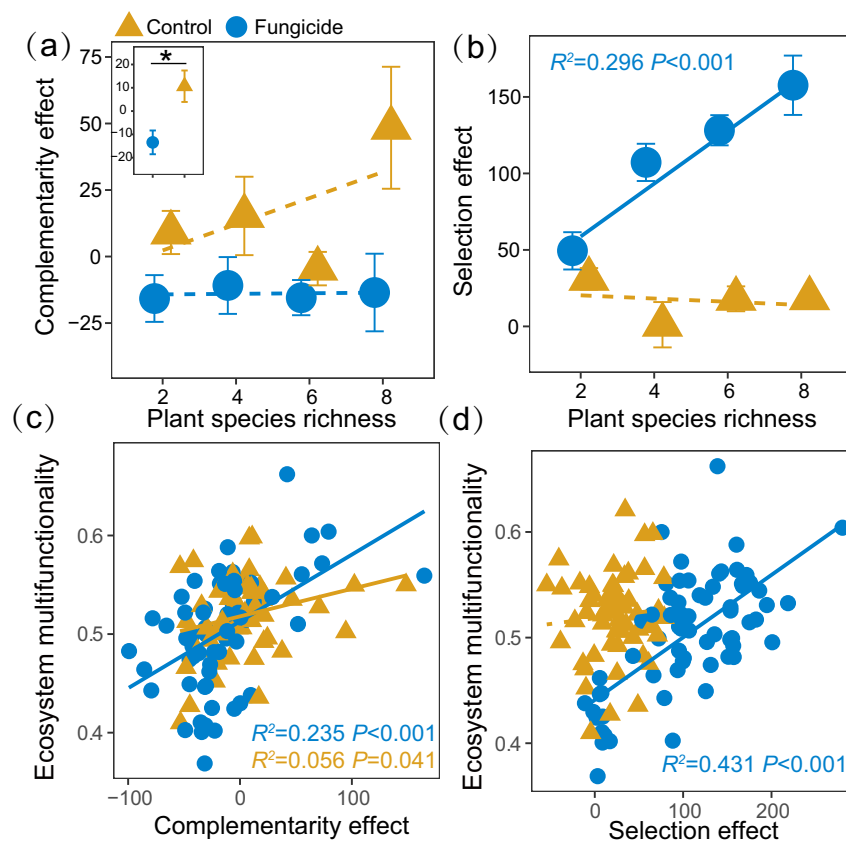 Control Fungicide
(a)
Complementarity effect
75
50
25
0
−25
20
10
0
−10
−20
*
2 4 6 8
Plant species richness
(b)
Selection effect
R²=0.296 P<0.001
150
100
50
0
2 4 6 8
Plant species richness
(c)
Ecosystem multifunctionality
0.6
0.5
0.4
R²=0.235 P<0.001
R²=0.056 P=0.041
−100 0 100
Complementarity effect
(d)
Ecosystem multifunctionality
0.6
0.5
0.4
R²=0.431 P<0.001
0 100 200
Selection effect